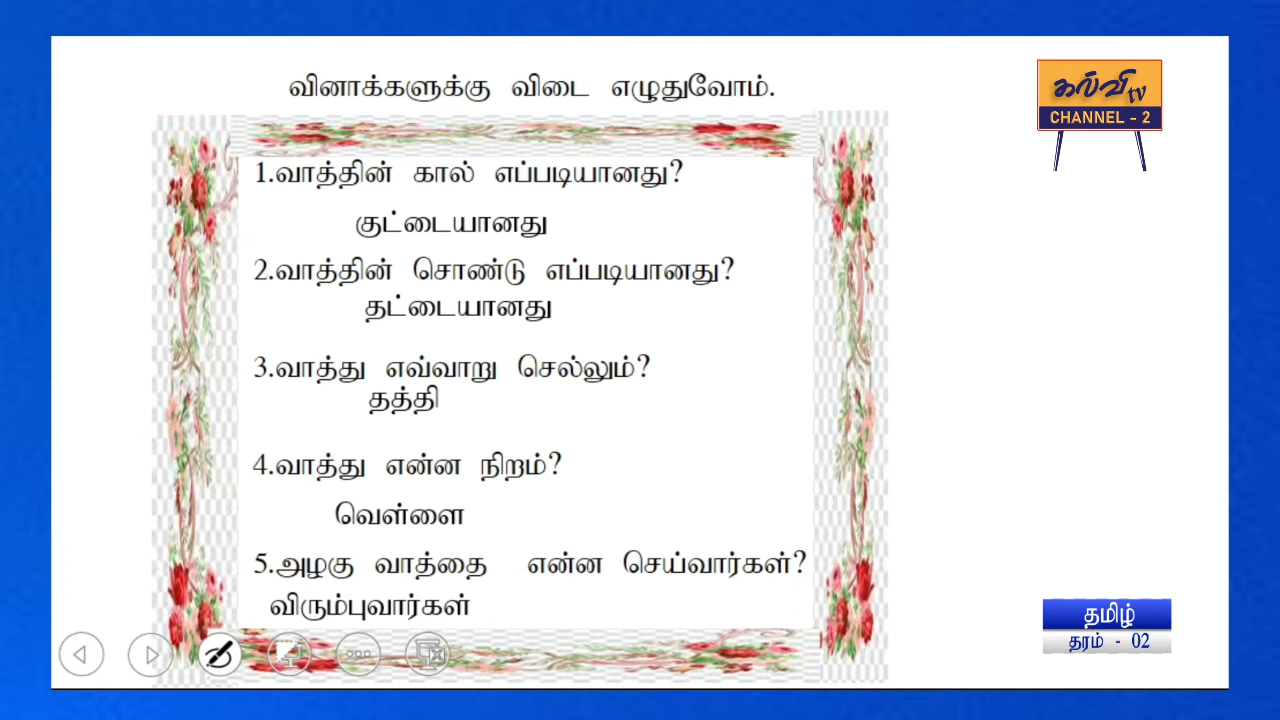 வினாக்களுக்கு விடை எழுதுவோம்.
கல்வி tv
CHANNEL - 2
1.வாத்தின் கால் எப்படியானது?
குட்டையானது
2.வாத்தின் சொண்டு எப்படியானது?
தட்டையானது
3.வாத்து எவ்வாறு செல்லும்?
தத்தி
4.வாத்து என்ன நிறம்?
வெள்ளை
5.அழகு வாத்தை என்ன செய்வார்கள்?
விரும்புவார்கள்
தமிழ்
தரம் - 02